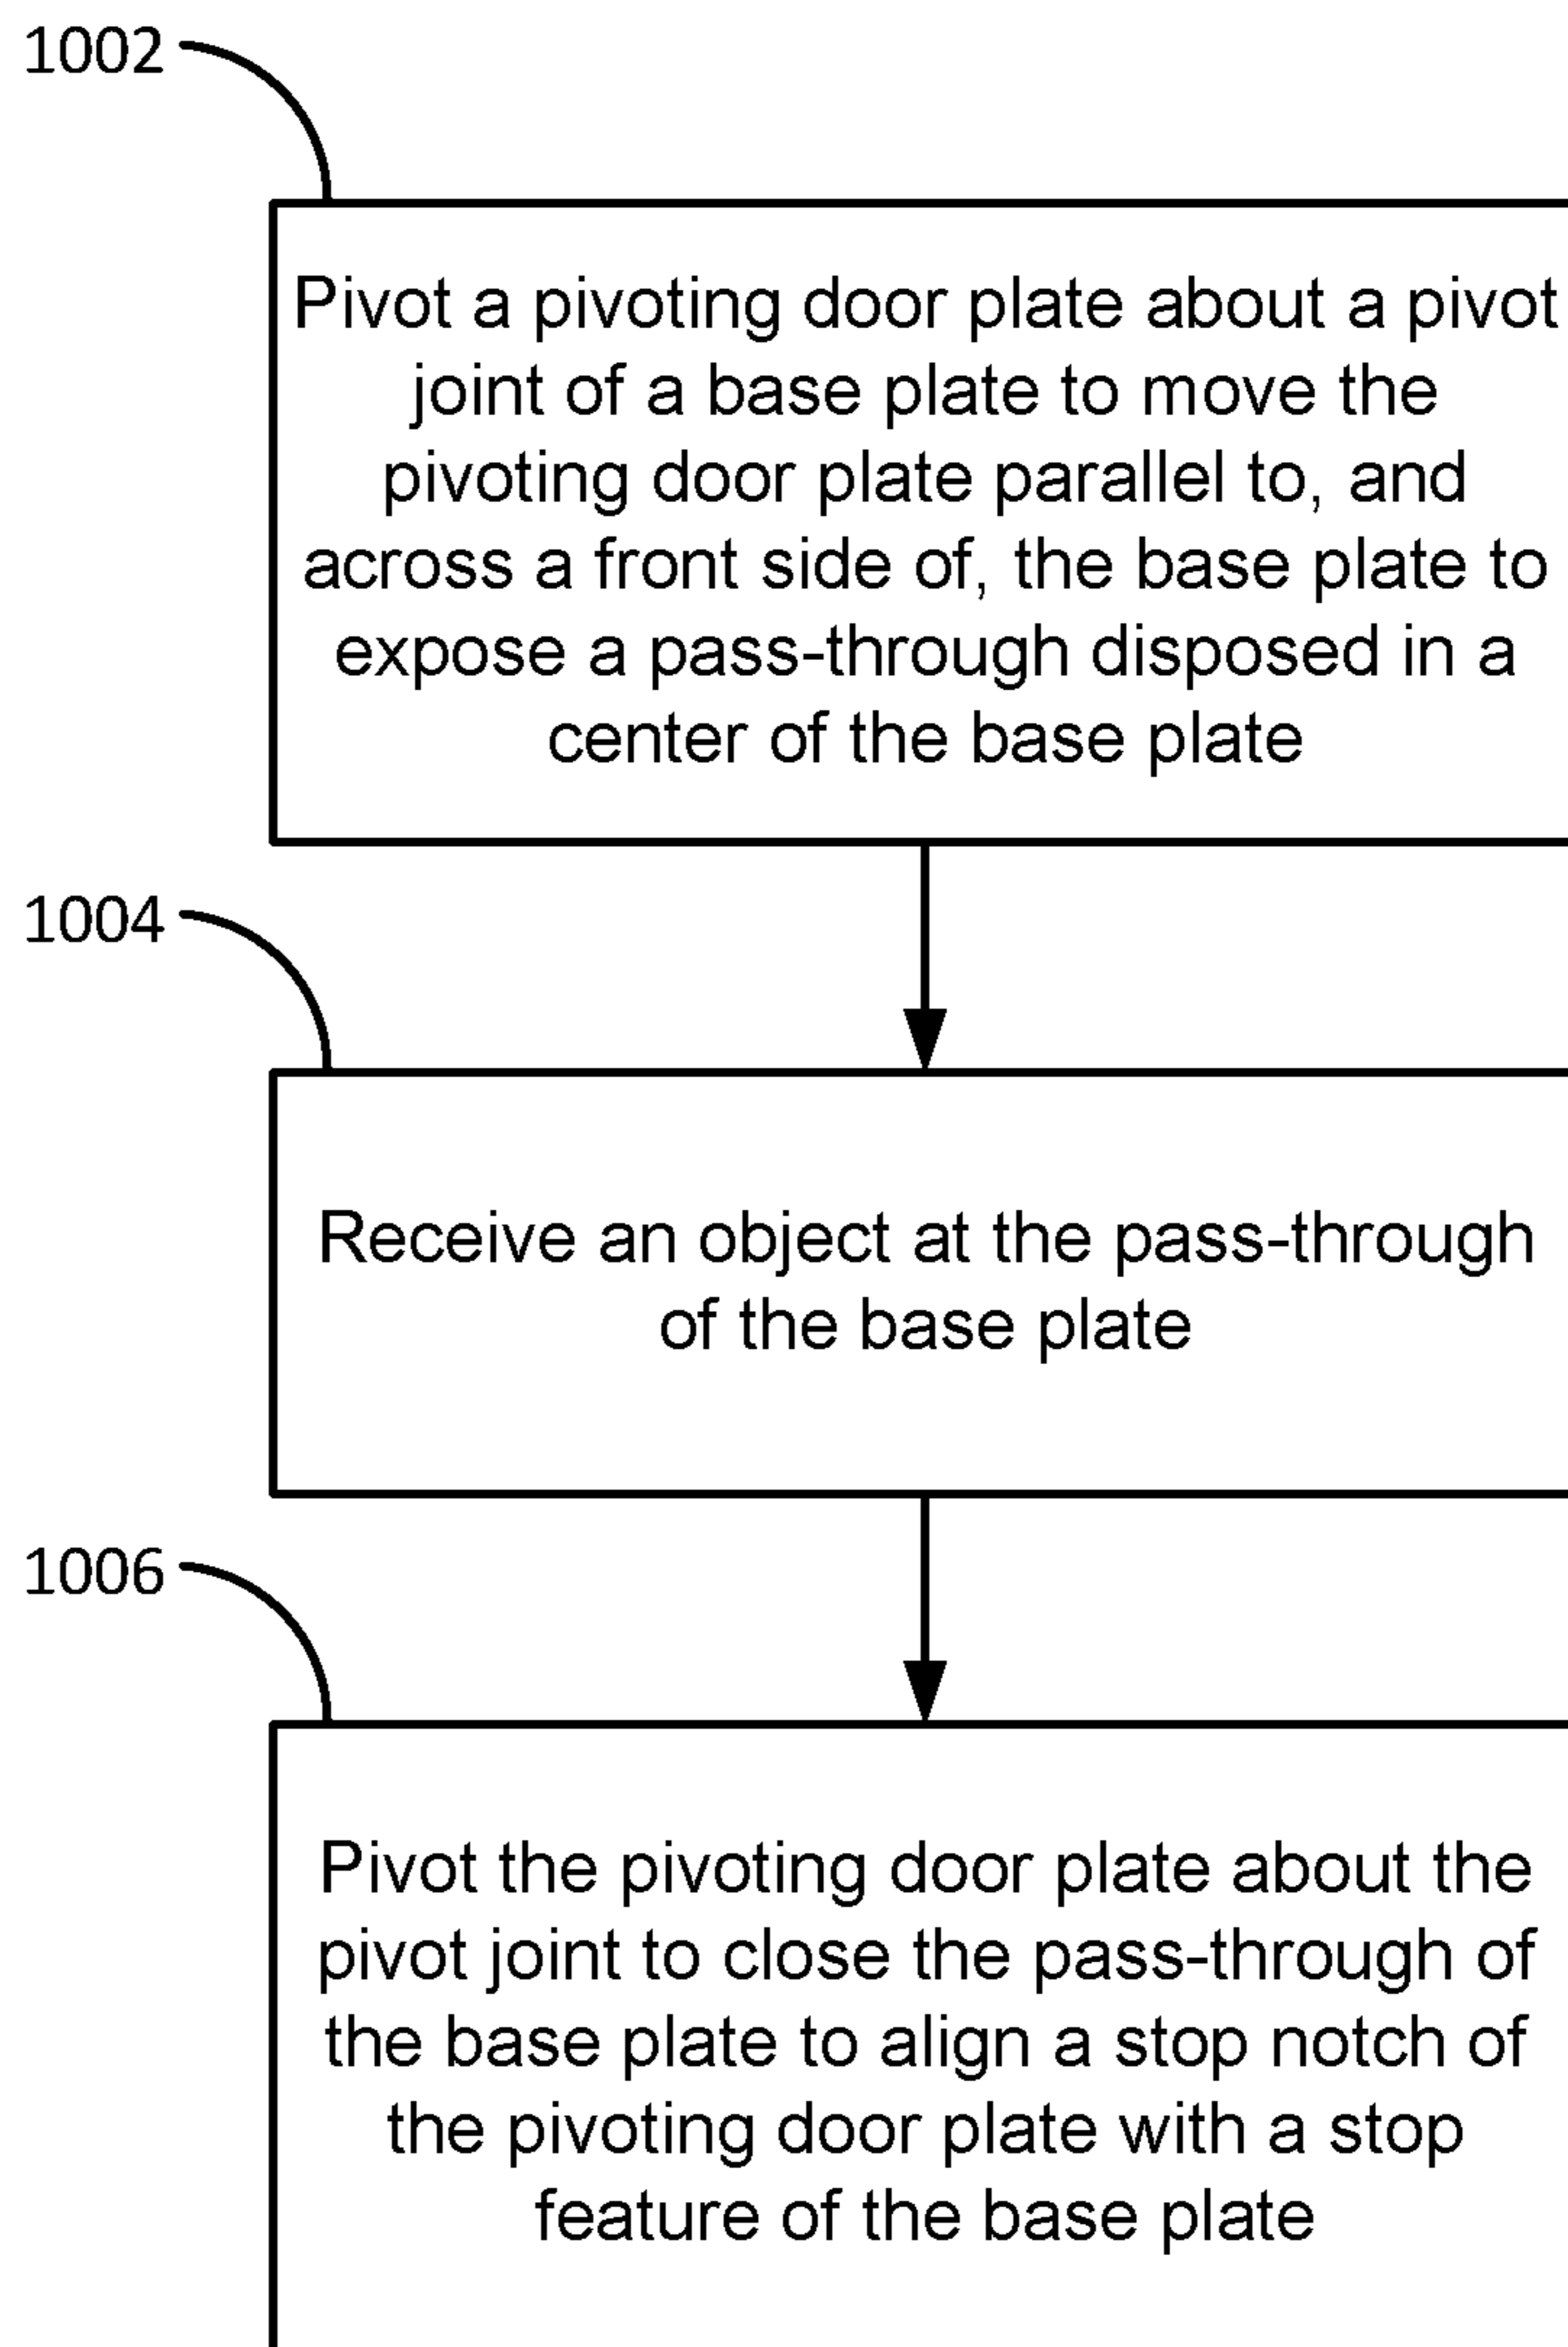 1002
Pivot a pivoting door plate about a pivot
joint of a base plate to move the
pivoting door plate parallel to, and
across a front side of, the base plate to
expose a pass-through disposed in a
center of the base plate
1004
Receive an object at the pass-through
of the base plate
1006
Pivot the pivoting door plate about the
pivot joint to close the pass-through of
the base plate to align a stop notch of
the pivoting door plate with a stop
feature of the base plate